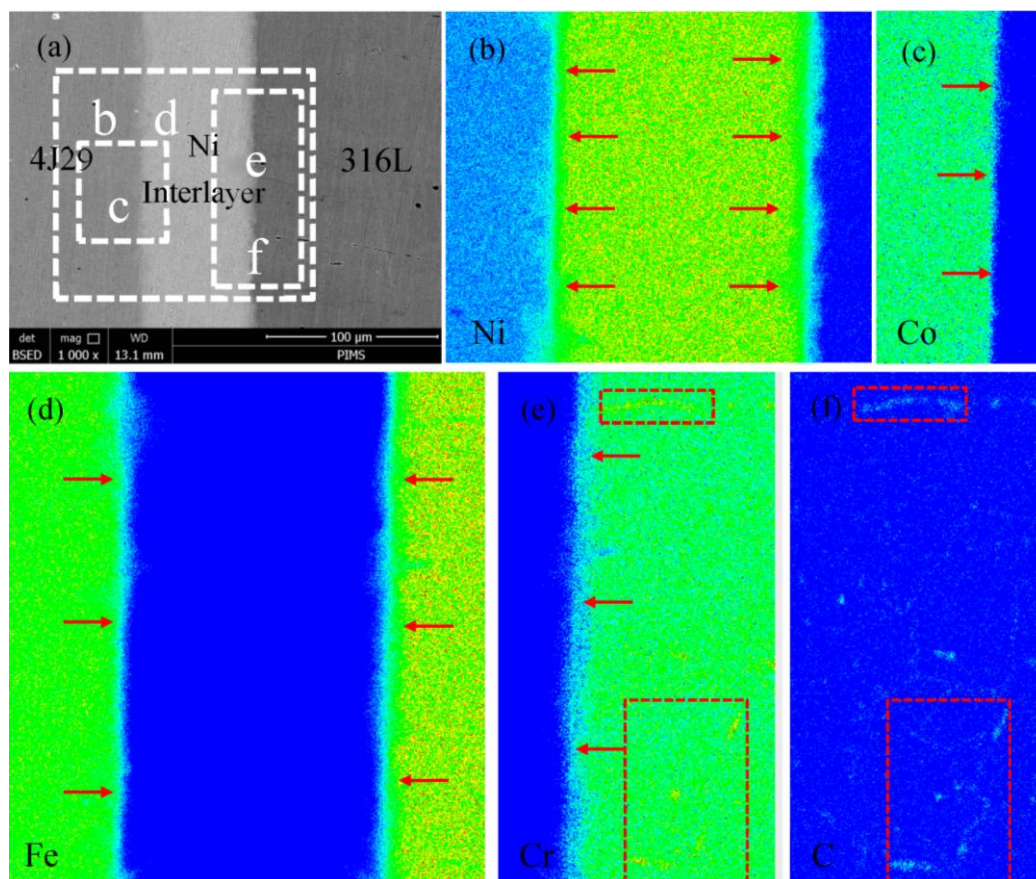 (a)
b d
4J29 Ni e 316L
c Interlayer
f
det mag □ WD 100 µm
BSED 1 000 x 13.1 mm PIMS
(b)
Ni
(c)
Co
(d)
Fe
(e)
Cr
(f)
C